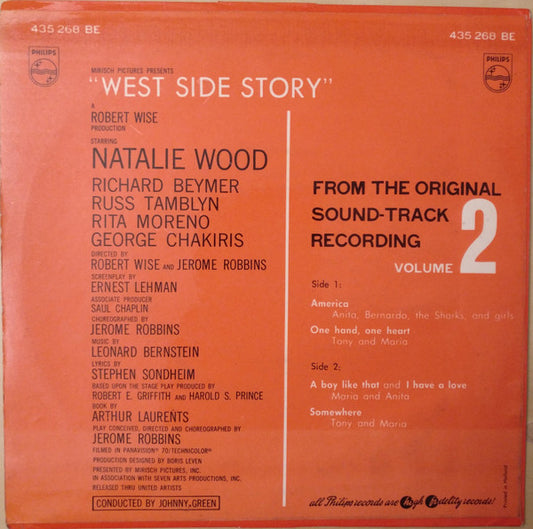 435 268 BE
435 268 BE
PHILIPS
PHILIPS
MIRISCH PICTURES PRESENTS
"WEST SIDE STORY"
A
ROBERT WISE
PRODUCTION
STARRING
NATALIE WOOD
RICHARD BEYMER
RUSS TAMBLYN
RITA MORENO
GEORGE CHAKIRIS
DIRECTED BY
ROBERT WISE AND JEROME ROBBINS
SCREENPLAY BY
ERNEST LEHMAN
ASSOCIATE PRODUCER
SAUL CHAPLIN
CHOREOGRAPHED BY
JEROME ROBBINS
MUSIC BY
LEONARD BERNSTEIN
LYRICS BY
STEPHEN SONDHEIM
BASED UPON THE STAGE PLAY PRODUCED BY
ROBERT E. GRIFFITH AND HAROLD S. PRINCE
BOOK BY
ARTHUR LAURENTS
PLAY CONCEIVED, DIRECTED AND CHOREOGRAPHED BY
JEROME ROBBINS
FILMED IN PANAVISION® 70/TECHNICOLOR®
PRODUCTION DESIGNED BY BORIS LEVEN
PRESENTED BY MIRISCH PICTURES, INC.
IN ASSOCIATION WITH SEVEN ARTS PRODUCTIONS, INC.
RELEASED THRU UNITED ARTISTS
CONDUCTED BY JOHNNY GREEN
FROM THE ORIGINAL
SOUND-TRACK
RECORDING
VOLUME 2
Side 1:
America
Anita, Bernardo, the Sharks, and girls
One hand, one heart
Tony and Maria
Side 2:
A boy like that and I have a love
Maria and Anita
Somewhere
Tony and Maria
all Philips records are High Fidelity records!
Printed in Holland